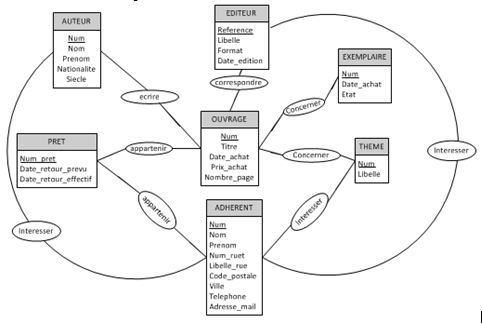 AUTEUR
Num
Nom
Prenom
Nationalite
Siecle
EDITEUR
Reference
Libelle
Format
Date_edition
EXEMPLAIRE
Num
Date_achat
Etat
ecrire
correspondre
Concerner
OUVRAGE
Num
Titre
Date_achat
Prix_achat
Nombre_page
PRET
Num_pret
Date_retour_prevu
Date_retour_effectif
appartenir
Concerner
THEME
Num
Libelle
Interesser
appartenir
Interesser
Interesser
ADHERENT
Num
Nom
Prenom
Num_ruet
Libelle_rue
Code_postale
Ville
Telephone
Adresse_mail